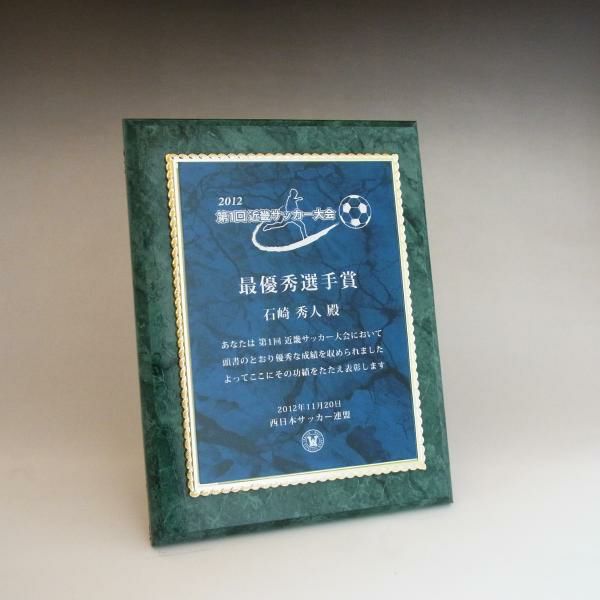 2012
第1回近畿サッカー大会
最優秀選手賞
石崎 秀人 殿
あなたは 第1回 近畿サッカー大会において
頭書のとおり優秀な成績を収められました
よってここにその功績をたたえ表彰します
2012年11月20日
西日本サッカー連盟
W